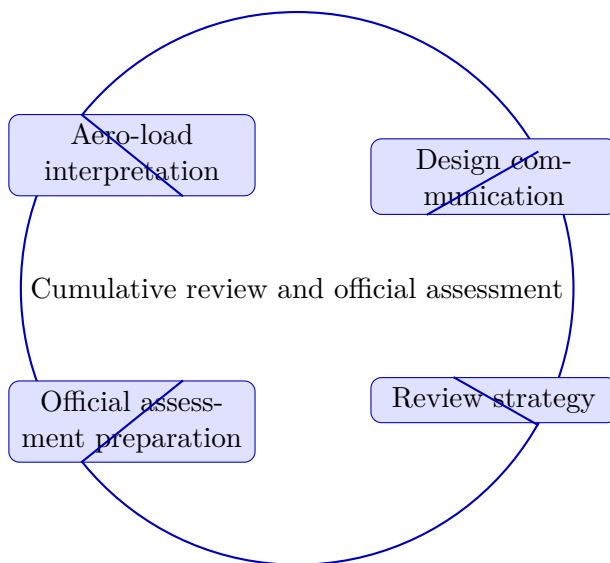 Aero-load
interpretation
Design com-
munication
Cumulative review and official assessment
Official assess-
ment preparation
Review strategy